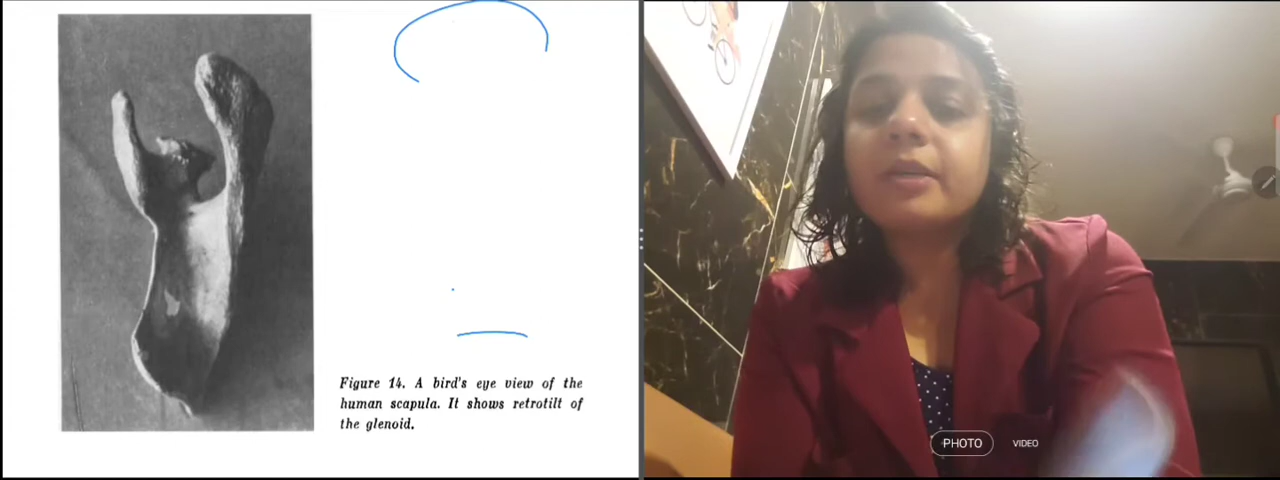 Figure 14. A bird's eye view of the
human scapula. It shows retrotilt of
the glenoid.
PHOTO
VIDEO